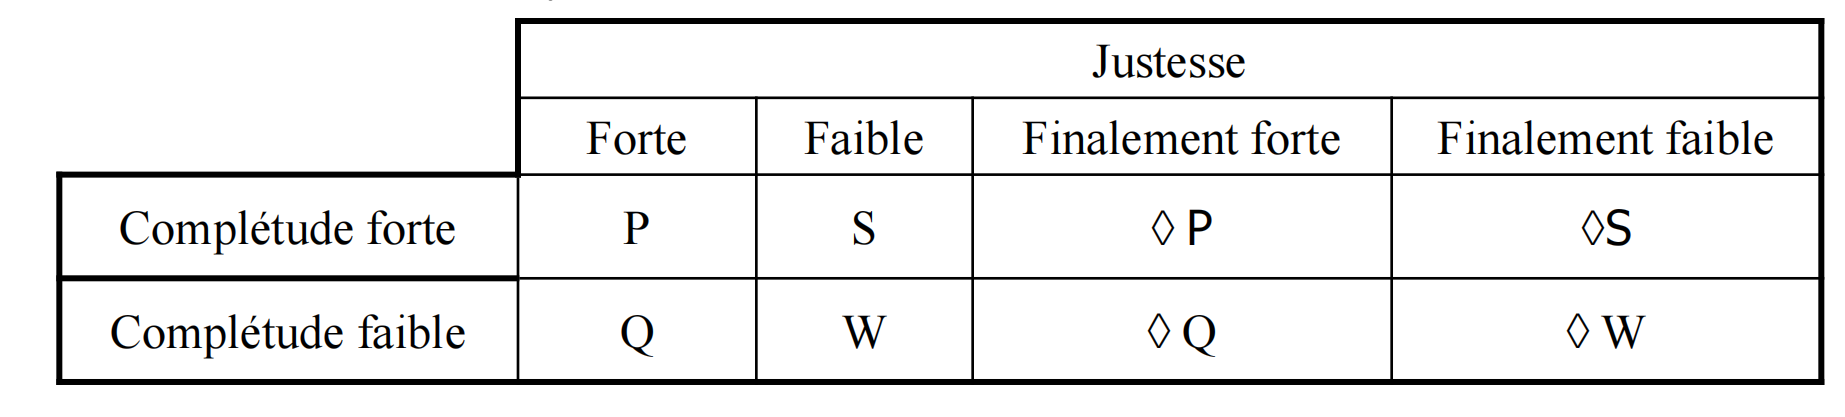 Justesse
Forte Faible Finalement forte Finalement faible
Complétude forte P S ◊ P ◊S
Complétude faible Q W ◊ Q ◊ W